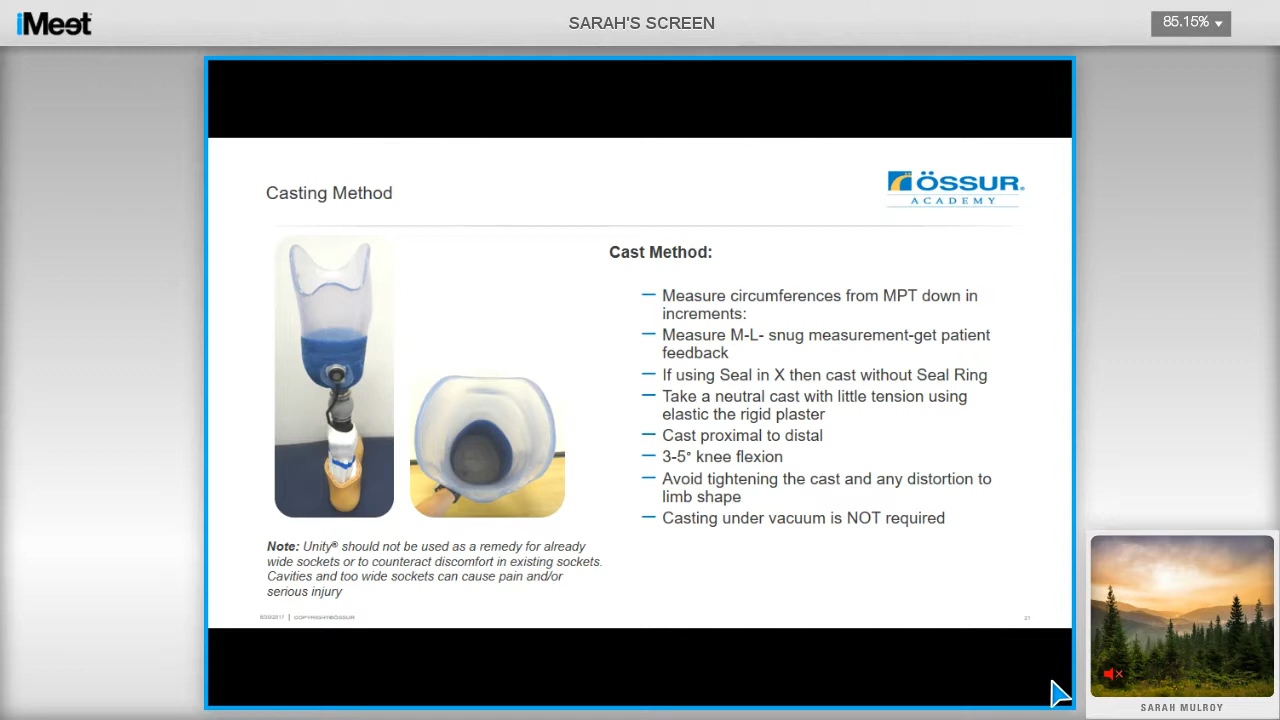 iMeet
SARAH'S SCREEN
85.15%
Casting Method
ÖSSUR®
ACADEMY
Cast Method:
— Measure circumferences from MPT down in
increments:
— Measure M-L- snug measurement-get patient
feedback
— If using Seal in X then cast without Seal Ring
— Take a neutral cast with little tension using
elastic the rigid plaster
— Cast proximal to distal
— 3-5° knee flexion
— Avoid tightening the cast and any distortion to
limb shape
— Casting under vacuum is NOT required
Note: Unity® should not be used as a remedy for already
wide sockets or to counteract discomfort in existing sockets.
Cavities and too wide sockets can cause pain and/or
serious injury
COPYRIGHT©ÖSSUR
21
SARAH MULROY